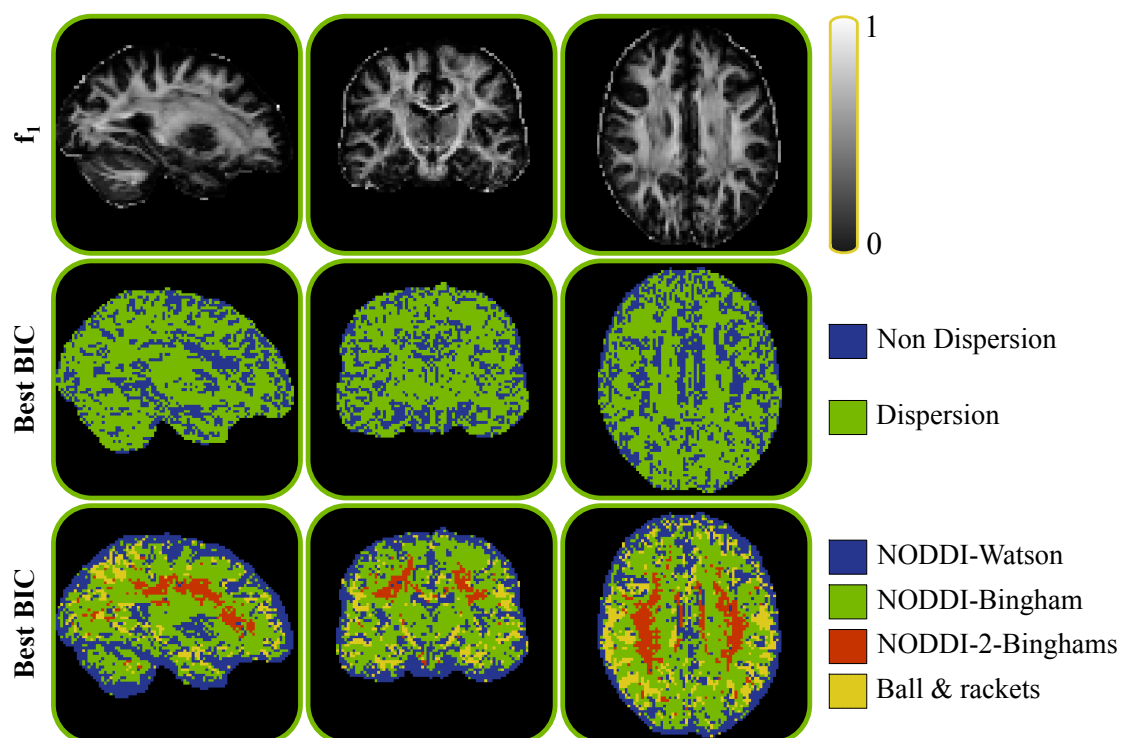 f1
1
0
Best BIC
Non Dispersion
Dispersion
Best BIC
NODDI-Watson
NODDI-Bingham
NODDI-2-Binghams
Ball & rackets